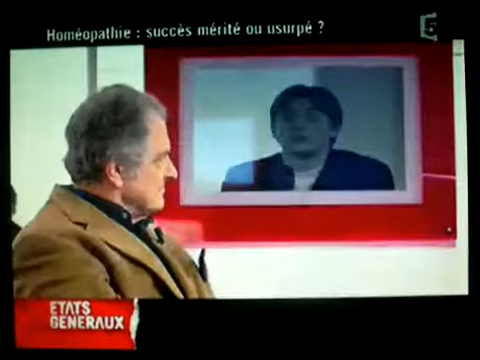 Homéopathie : succès mérité ou usurpé ?
ETATS
GENERAUX